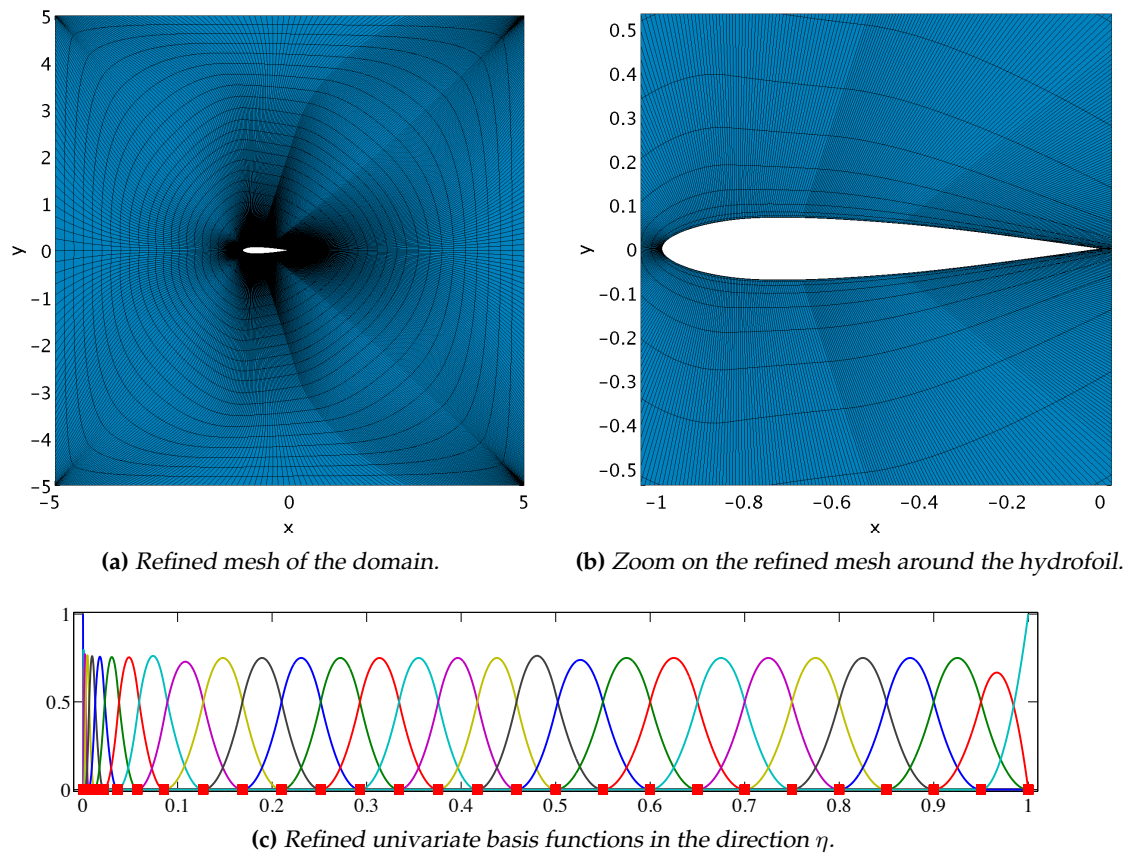 5
4
3
2
1
0
−1
−2
−3
−4
−5
y
−5 0 5
x
0.5
0.4
0.3
0.2
0.1
0
−0.1
−0.2
−0.3
−0.4
−0.5
y
−1 −0.8 −0.6 −0.4 −0.2 0
x
(a) Refined mesh of the domain.
(b) Zoom on the refined mesh around the hydrofoil.
1
0.5
0
0 0.1 0.2 0.3 0.4 0.5 0.6 0.7 0.8 0.9 1
(c) Refined univariate basis functions in the direction η.